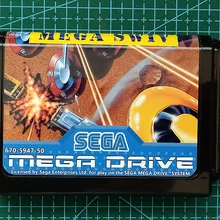 MEGA SWIV
670-5947-50
SEGA
MEGA DRIVE
Licensed by Sega Enterprises Ltd. for play on the SEGA MEGA DRIVE™ SYSTEM.